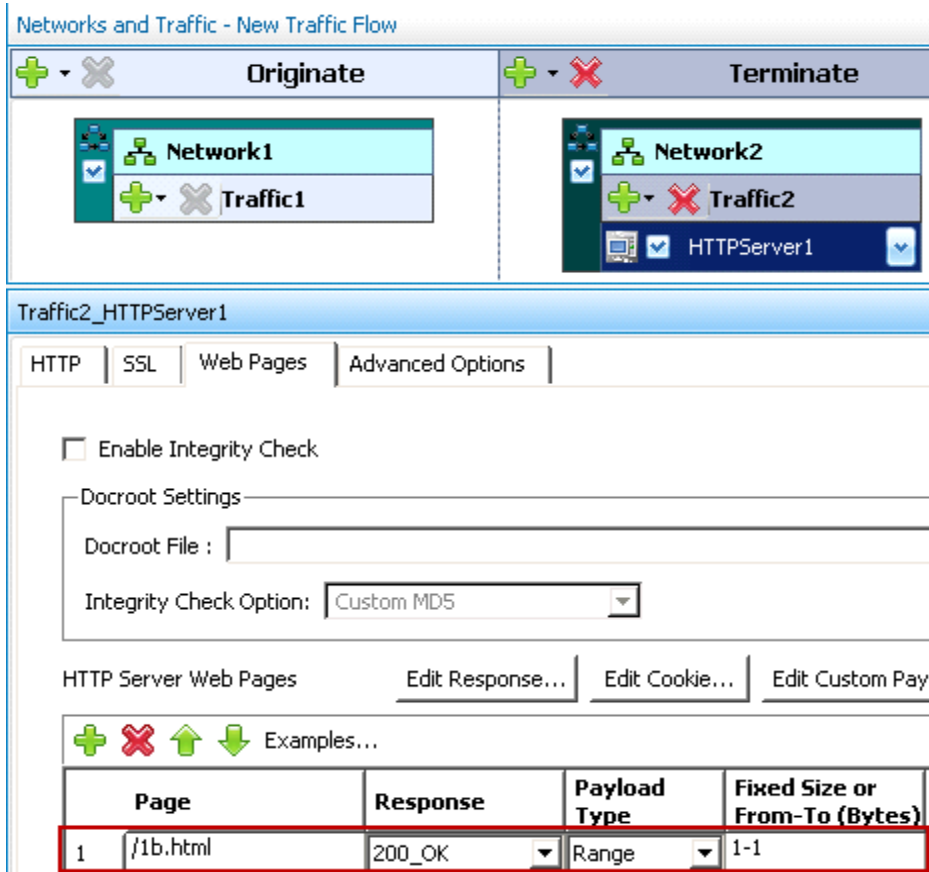 Networks and Traffic - New Traffic Flow
Originate
Terminate
Network1
Network2
Traffic1
Traffic2
HTTPServer1
Traffic2_HTTPServer1
HTTP SSL Web Pages Advanced Options
Enable Integrity Check
Docroot Settings
Docroot File :
Integrity Check Option: Custom MD5
HTTP Server Web Pages Edit Response... Edit Cookie... Edit Custom Pay
Examples...
Page Response Payload Type Fixed Size or From-To (Bytes)
1 /1b.html 200_OK Range 1-1